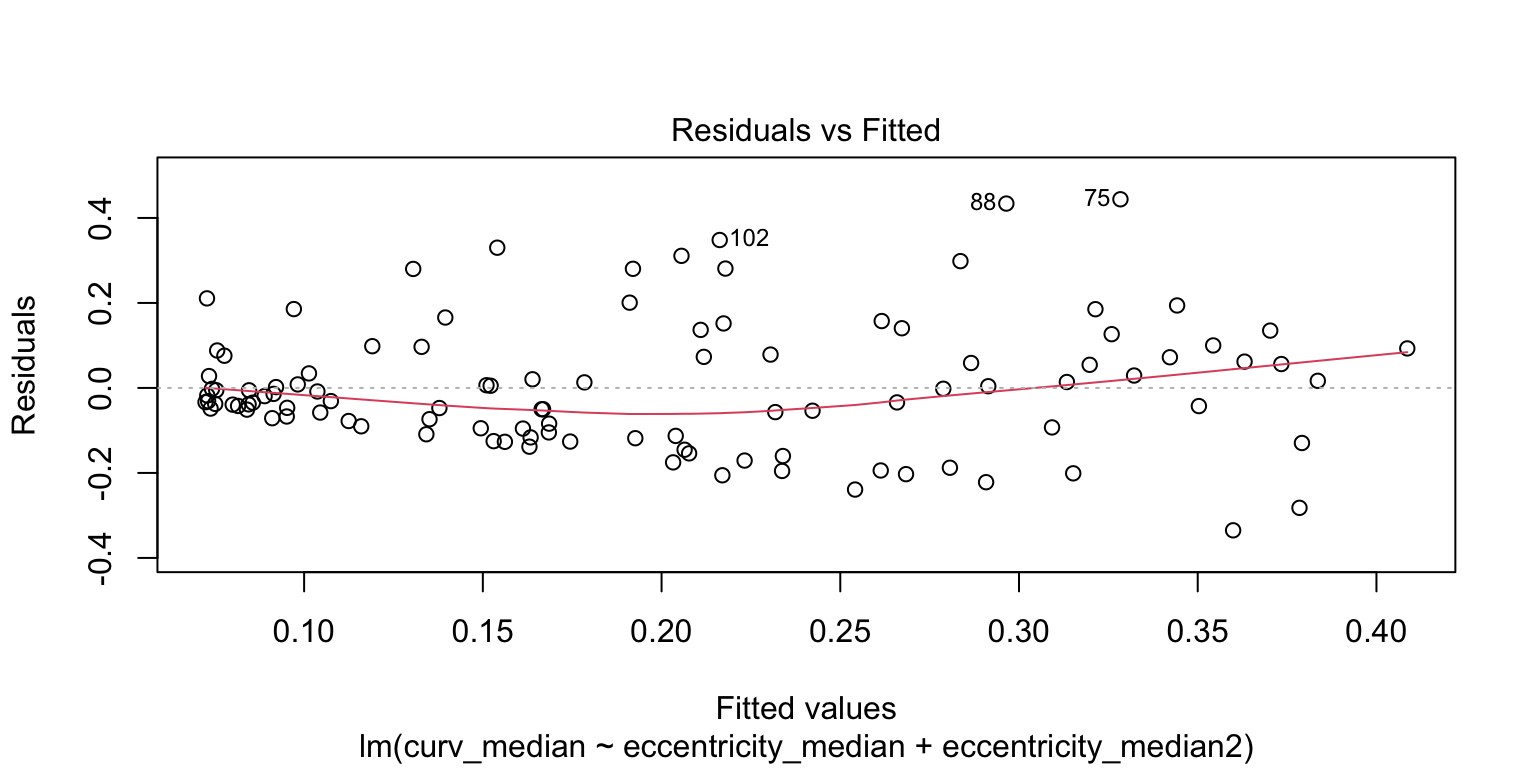 Residuals vs Fitted
Residuals
0.4
0.2
0.0
-0.2
-0.4
88
75
102
0.10 0.15 0.20 0.25 0.30 0.35 0.40
Fitted values
lm(curv_median ~ eccentricity_median + eccentricity_median2)